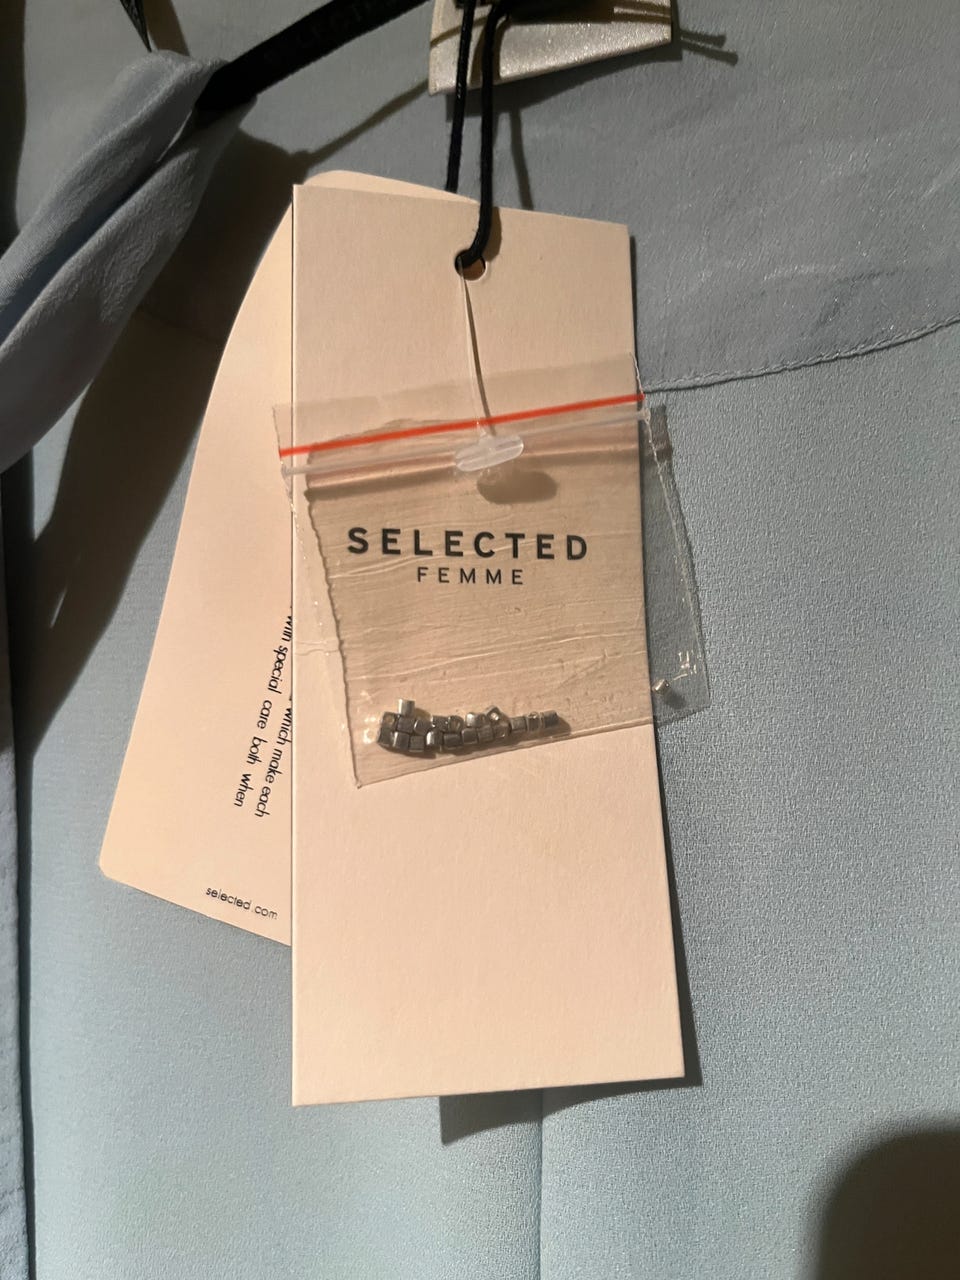 SELECTED
FEMME
which make each
with special care both when
selected.com